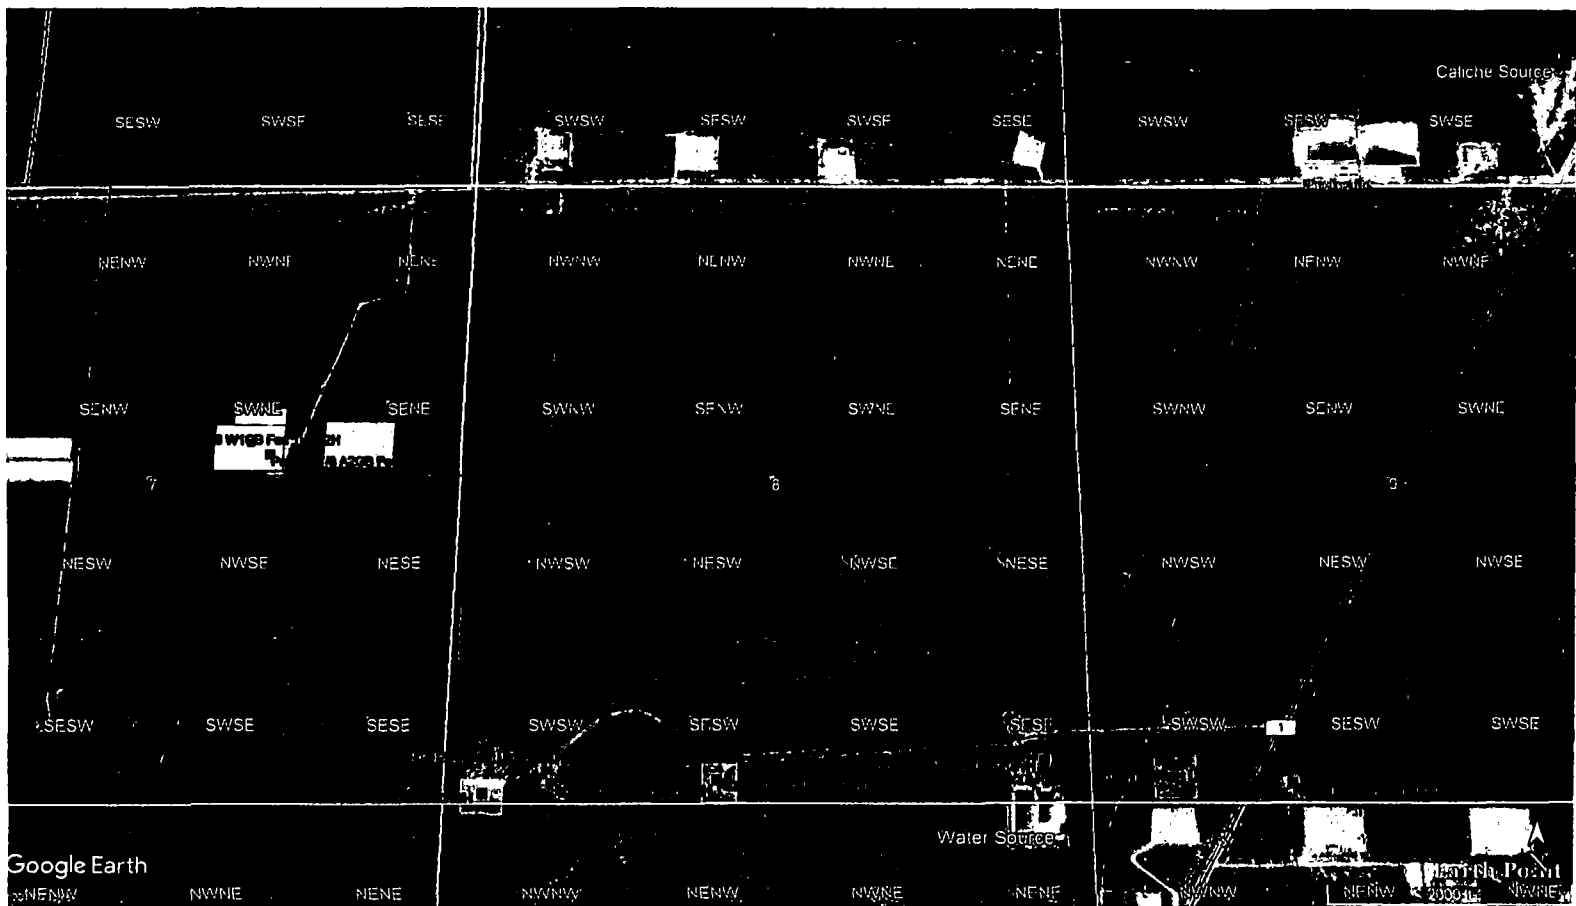 Caliche Source
SESW SWSE SESE SWSW SESW SWSE SESE SWSW SESW SWSE
NENW NWNE NENE NWNW NENW NWNE NENE NWNW NENW NWNE
SENW SWNE SENE SWNW SENW SWNE SENE SWNW SENW SWNE
7 8 9
NESW NWSE NESE NWSW NESW NWSE NESE NWSW NESW NWSE
SESW SWSE SESE SWSW SESW SWSE SESE SWSW 1 SESW SWSE
Water Source
Google Earth
Earth Point
NENW NWNE NENE NWNW NENW NWNE NENE NWNW NENW NWNE